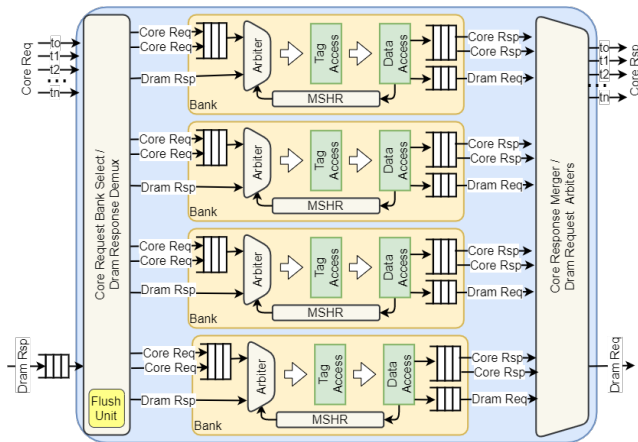 Core Req
t0
t1
t2
...
tn
Dram Rsp
Core Request Bank Select /
Dram Response Demux
Flush
Unit
Core Req
Core Req
Dram Rsp
Arbiter
Tag
Access
Data
Access
MSHR
Bank
Core Rsp
Core Rsp
Dram Req
Core Req
Core Req
Dram Rsp
Arbiter
Tag
Access
Data
Access
MSHR
Bank
Core Rsp
Core Rsp
Dram Req
Core Req
Core Req
Dram Rsp
Arbiter
Tag
Access
Data
Access
MSHR
Bank
Core Rsp
Core Rsp
Dram Req
Core Req
Core Req
Dram Rsp
Arbiter
Tag
Access
Data
Access
MSHR
Bank
Core Rsp
Core Rsp
Dram Req
Core Response Merger /
Dram Request Arbiters
t0
t1
t2
...
tn
Core Rsp
Dram Req